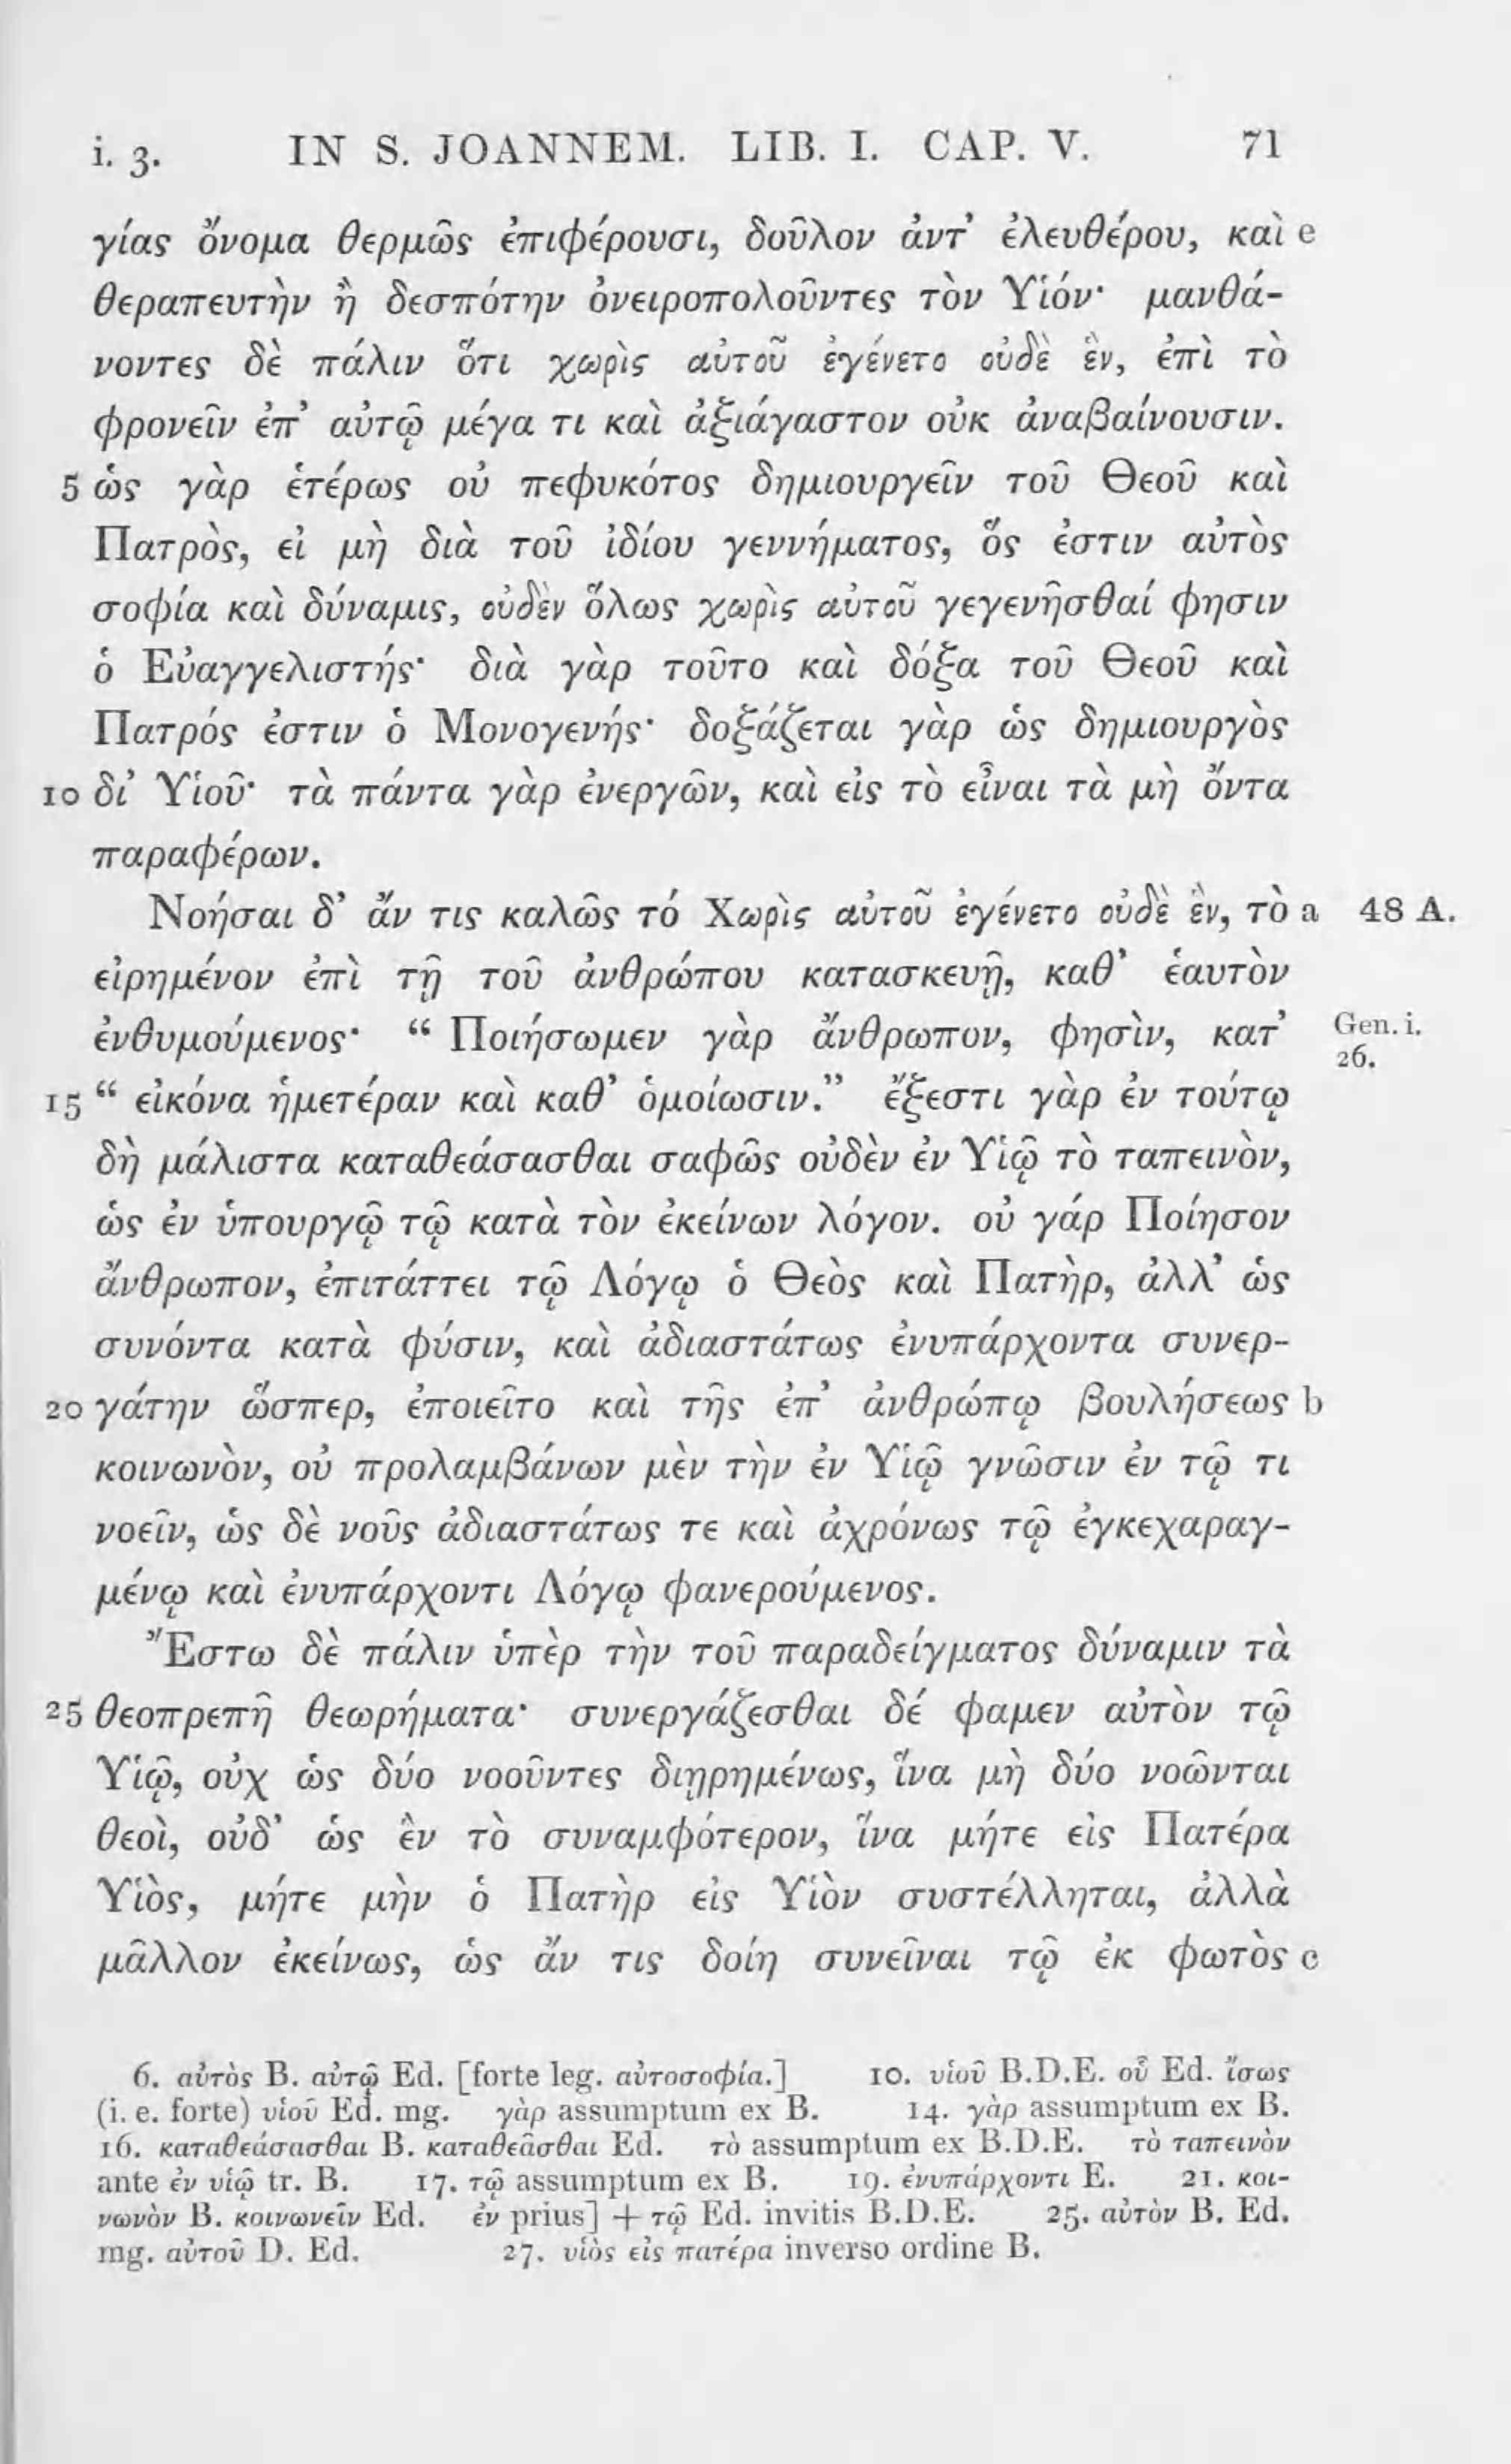 i. 3. IN S. JOANNEM. LIB. I. CAP. V. 71
γίας ὄνομα θερμῶς ἐπιφέρουσι, δοῦλον ἀντ’ ἐλευθέρου, καὶ e
θεραπευτὴν ἢ δεσπότην ὀνειροπολοῦντες τὸν Υἱόν· μανθά-
νοντες δὲ πάλιν ὅτι χωρὶς αὐτοῦ ἐγένετο οὐδὲ ἓν, ἐπὶ τὸ
φρονεῖν ἐπ’ αὐτῷ μέγα τι καὶ ἀξιάγαστον οὐκ ἀναβαίνουσιν.
5 ὡς γὰρ ἑτέρως οὐ πεφυκότος δημιουργεῖν τοῦ Θεοῦ καὶ
Πατρὸς, εἰ μὴ διὰ τοῦ ἰδίου γεννήματος, ὅς ἐστιν αὐτὸς
σοφία καὶ δύναμις, οὐδὲν ὅλως χωρὶς αὐτοῦ γεγενῆσθαί φησιν
ὁ Εὐαγγελιστής· διὰ γὰρ τοῦτο καὶ δόξα τοῦ Θεοῦ καὶ
Πατρός ἐστιν ὁ Μονογενής· δοξάζεται γὰρ ὡς δημιουργὸς
10 δι’ Υἱοῦ· τὰ πάντα γὰρ ἐνεργῶν, καὶ εἰς τὸ εἶναι τὰ μὴ ὄντα
παραφέρων.
Νοήσαι δ’ ἄν τις καλῶς τό Χωρὶς αὐτοῦ ἐγένετο οὐδὲ ἓν, τὸ a 48 A.
εἰρημένον ἐπὶ τῇ τοῦ ἀνθρώπου κατασκευῇ, καθ’ ἑαυτὸν
ἐνθυμούμενος· “ Ποιήσωμεν γὰρ ἄνθρωπον, φησὶν, κατ’ Gen. i.
26.
15 “ εἰκόνα ἡμετέραν καὶ καθ’ ὁμοίωσιν.” ἔξεστι γὰρ ἐν τούτῳ
δὴ μάλιστα καταθεάσασθαι σαφῶς οὐδὲν ἐν Υἱῷ τὸ ταπεινὸν,
ὡς ἐν ὑπουργῷ τῷ κατὰ τὸν ἐκείνων λόγον. οὐ γάρ Ποίησον
ἄνθρωπον, ἐπιτάττει τῷ Λόγῳ ὁ Θεὸς καὶ Πατὴρ, ἀλλ’ ὡς
συνόντα κατὰ φύσιν, καὶ ἀδιαστάτως ἐνυπάρχοντα συνερ-
20 γάτην ὥσπερ, ἐποιεῖτο καὶ τῆς ἐπ’ ἀνθρώπῳ βουλήσεως b
κοινωνὸν, οὐ προλαμβάνων μὲν τὴν ἐν Υἱῷ γνῶσιν ἐν τῷ τι
νοεῖν, ὡς δὲ νοῦς ἀδιαστάτως τε καὶ ἀχρόνως τῷ ἐγκεχαραγ-
μένῳ καὶ ἐνυπάρχοντι Λόγῳ φανερούμενος.
Ἔστω δὲ πάλιν ὑπὲρ τὴν τοῦ παραδείγματος δύναμιν τὰ
25 θεοπρεπῆ θεωρήματα· συνεργάζεσθαι δέ φαμεν αὐτὸν τῷ
Υἱῷ, οὐχ ὡς δύο νοοῦντες διῃρημένως, ἵνα μὴ δύο νοῶνται
θεοὶ, οὐδ’ ὡς ἓν τὸ συναμφότερον, ἵνα μήτε εἰς Πατέρα
Υἱὸς, μήτε μὴν ὁ Πατὴρ εἰς Υἱὸν συστέλληται, ἀλλὰ
μᾶλλον ἐκείνως, ὡς ἄν τις δοίη συνεῖναι τῷ ἐκ φωτὸς c
6. αὐτὸς B. αὐτῷ Ed. [forte leg. αὐτοσοφία.] 10. υἱοῦ B.D.E. οὗ Ed. ἴσως
(i. e. forte) υἱοῦ Ed. mg. γὰρ assumptum ex B. 14. γὰρ assumptum ex B.
16. καταθεάσασθαι B. καταθεᾶσθαι Ed. τὸ assumptum ex B.D.E. τὸ ταπεινὸν
ante ἐν υἱῷ tr. B. 17. τῷ assumptum ex B. 19. ἐνυπάρχοντι E. 21. κοι-
νωνὸν B. κοινωνεῖν Ed. ἐν prius] + τῷ Ed. invitis B.D.E. 25. αὐτὸν B. Ed.
mg. αὐτοῦ D. Ed. 27. υἱὸς εἰς πατέρα inverso ordine B.